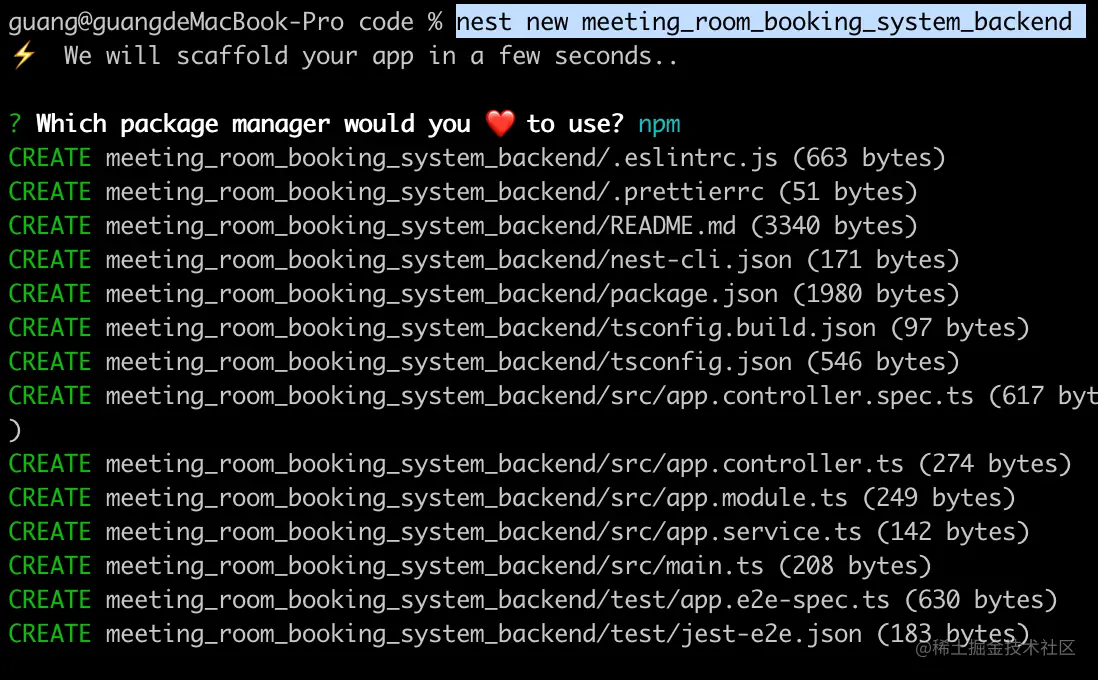 guang@guangdeMacBook-Pro code % nest new meeting_room_booking_system_backend
⚡ We will scaffold your app in a few seconds..
? Which package manager would you ❤️ to use? npm
CREATE meeting_room_booking_system_backend/.eslintrc.js (663 bytes)
CREATE meeting_room_booking_system_backend/.prettierrc (51 bytes)
CREATE meeting_room_booking_system_backend/README.md (3340 bytes)
CREATE meeting_room_booking_system_backend/nest-cli.json (171 bytes)
CREATE meeting_room_booking_system_backend/package.json (1980 bytes)
CREATE meeting_room_booking_system_backend/tsconfig.build.json (97 bytes)
CREATE meeting_room_booking_system_backend/tsconfig.json (546 bytes)
CREATE meeting_room_booking_system_backend/src/app.controller.spec.ts (617 byt
)
CREATE meeting_room_booking_system_backend/src/app.controller.ts (274 bytes)
CREATE meeting_room_booking_system_backend/src/app.module.ts (249 bytes)
CREATE meeting_room_booking_system_backend/src/app.service.ts (142 bytes)
CREATE meeting_room_booking_system_backend/src/main.ts (208 bytes)
CREATE meeting_room_booking_system_backend/test/app.e2e-spec.ts (630 bytes)
CREATE meeting_room_booking_system_backend/test/jest-e2e.json (183 bytes)
@稀土掘金技术社区